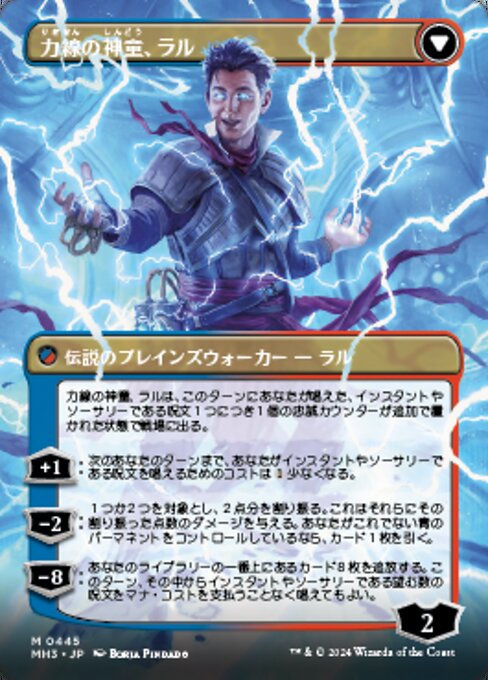 力線の神童、ラル
伝説のプレインズウォーカー — ラル
力線の神童、ラルは、このターンにあなたが唱えた、インスタントや
ソーサリーである呪文１つにつき１個の忠誠カウンターが追加で置
かれた状態で戦場に出る。
+1: 次のあなたのターンまで、あなたがインスタントやソーサリーで
ある呪文を唱えるためのコストは１少なくなる。
−2: １つか２つを対象とし、２点分を割り振る。これはそれらにその
割り振った点数のダメージを与える。あなたがこれでない青の
パーマネントをコントロールしているなら、カード１枚を引く。
−8: あなたのライブラリーの一番上にあるカード８枚を追放する。こ
のターン、その中からインスタントやソーサリーである望む数の
呪文をマナ・コストを支払うことなく唱えてもよい。
2
M 0445
MH3 • JP Borja Pindado
™ & © 2024 Wizards of the Coast